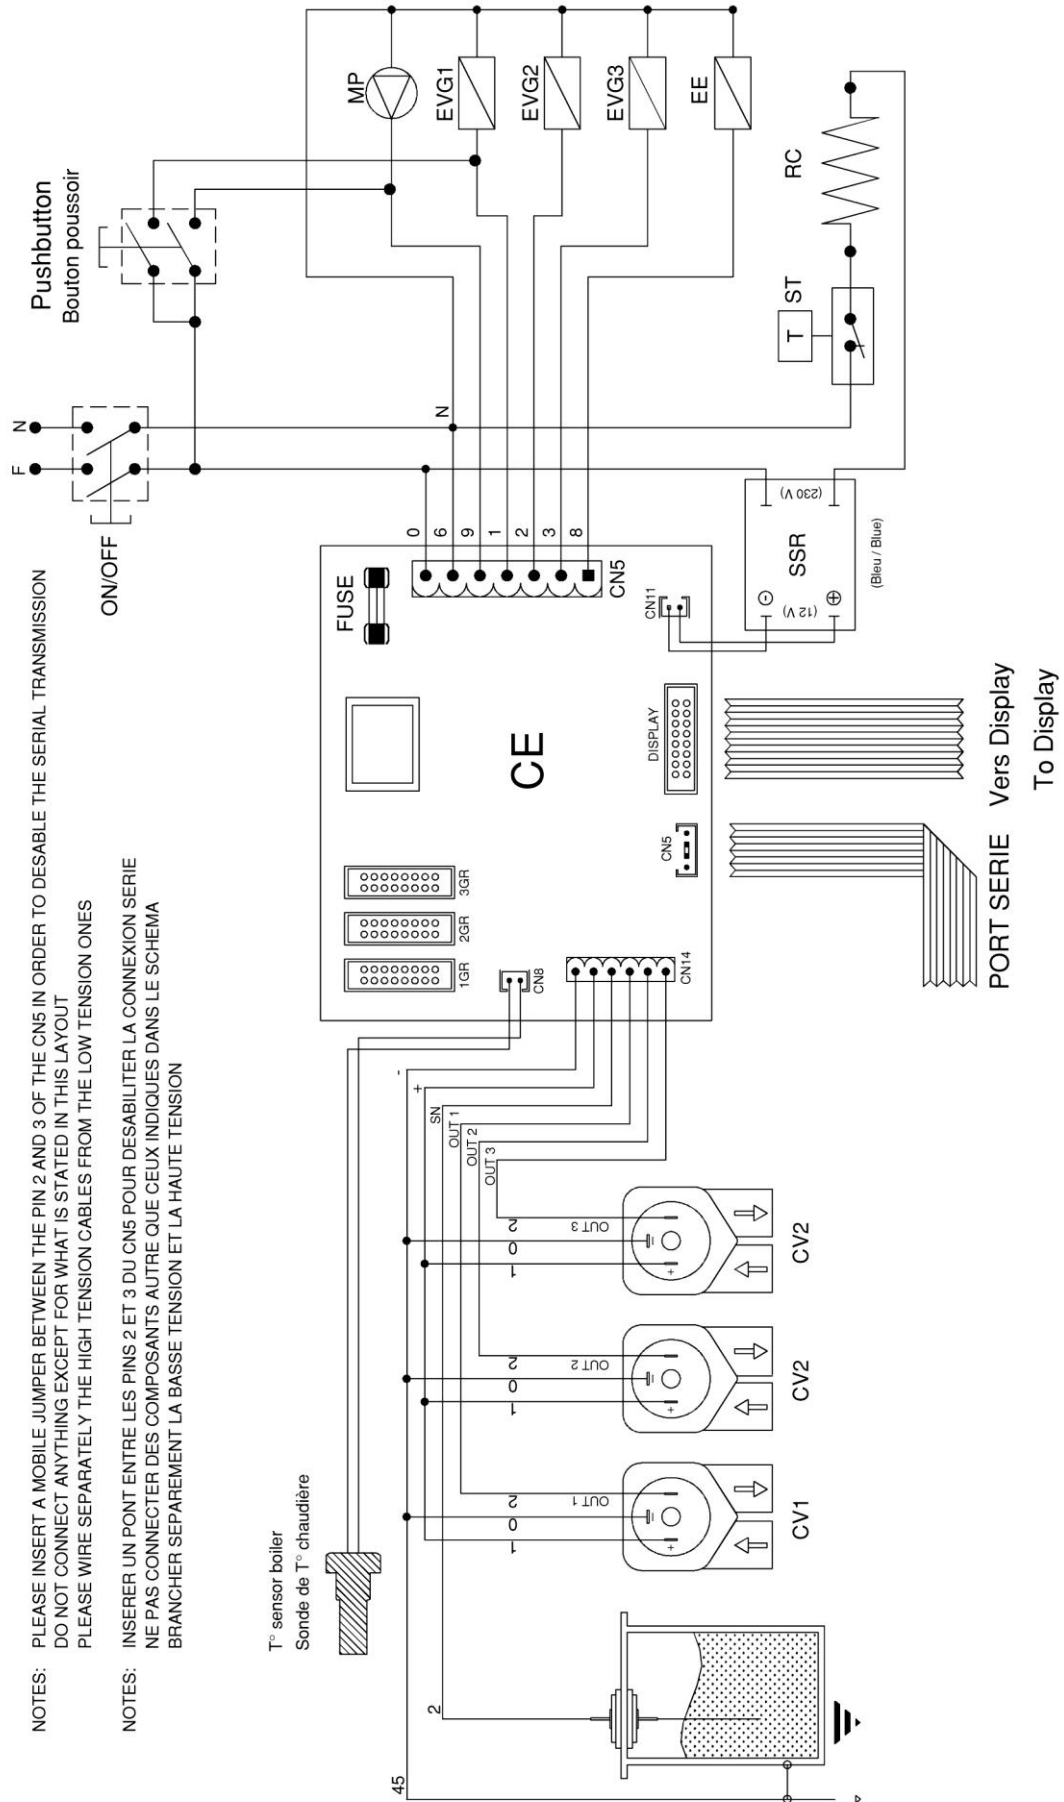 NOTES: PLEASE INSERT A MOBILE JUMPER BETWEEN THE PIN 2 AND 3 OF THE CN5 IN ORDER TO DESABLE THE SERIAL TRANSMISSION
DO NOT CONNECT ANYTHING EXCEPT FOR WHAT IS STATED IN THIS LAYOUT
PLEASE WIRE SEPARATELY THE HIGH TENSION CABLES FROM THE LOW TENSION ONES
NOTES: INSERER UN PONT ENTRE LES PINS 2 ET 3 DU CN5 POUR DESABILITER LA CONNEXION SERIE
NE PAS CONNECTER DES COMPOSANTS AUTRE QUE CEUX INDIQUES DANS LE SCHEMA
BRANCHER SEPAREMENT LA BASSE TENSION ET LA HAUTE TENSION
F
N
ON/OFF
Pushbutton
Bouton poussoir
MP
EVG1
EVG2
EVG3
EE
RC
ST
T
N
0
6
9
1
2
3
8
CN5
FUSE
CE
1GR
2GR
3GR
CN8
CN14
CN5
DISPLAY
CN11
SSR
(12 V)
(230 V)
-
+
(Bleu / Blue)
T° sensor boiler
Sonde de T° chaudière
-
+
SN
OUT 1
OUT 2
OUT 3
45
2
1
0
2
OUT 1
+
-
CV1
1
0
2
OUT 2
+
-
CV2
1
0
2
OUT 3
+
-
CV2
PORT SERIE
Vers Display
To Display